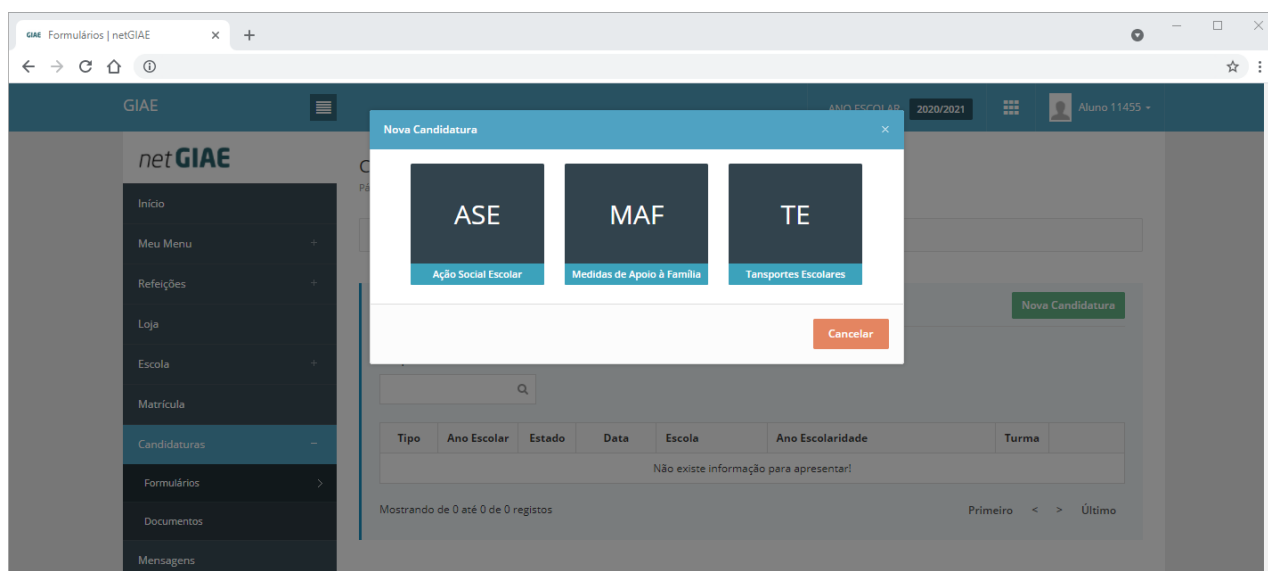 GIAE Formulários | netGIAE
GIAE
ANO ESCOLAR 2020/2021
Aluno 11455
Nova Candidatura
netGIAE
Início
Meu Menu
Refeições
Loja
Escola
Matrícula
Candidaturas
Formulários
Documentos
Mensagens
ASE
Ação Social Escolar
MAF
Medidas de Apoio à Família
TE
Tansportes Escolares
Cancelar
Nova Candidatura
Tipo Ano Escolar Estado Data Escola Ano Escolaridade Turma
Não existe informação para apresentar!
Mostrando de 0 até 0 de 0 registos
Primeiro < > Último